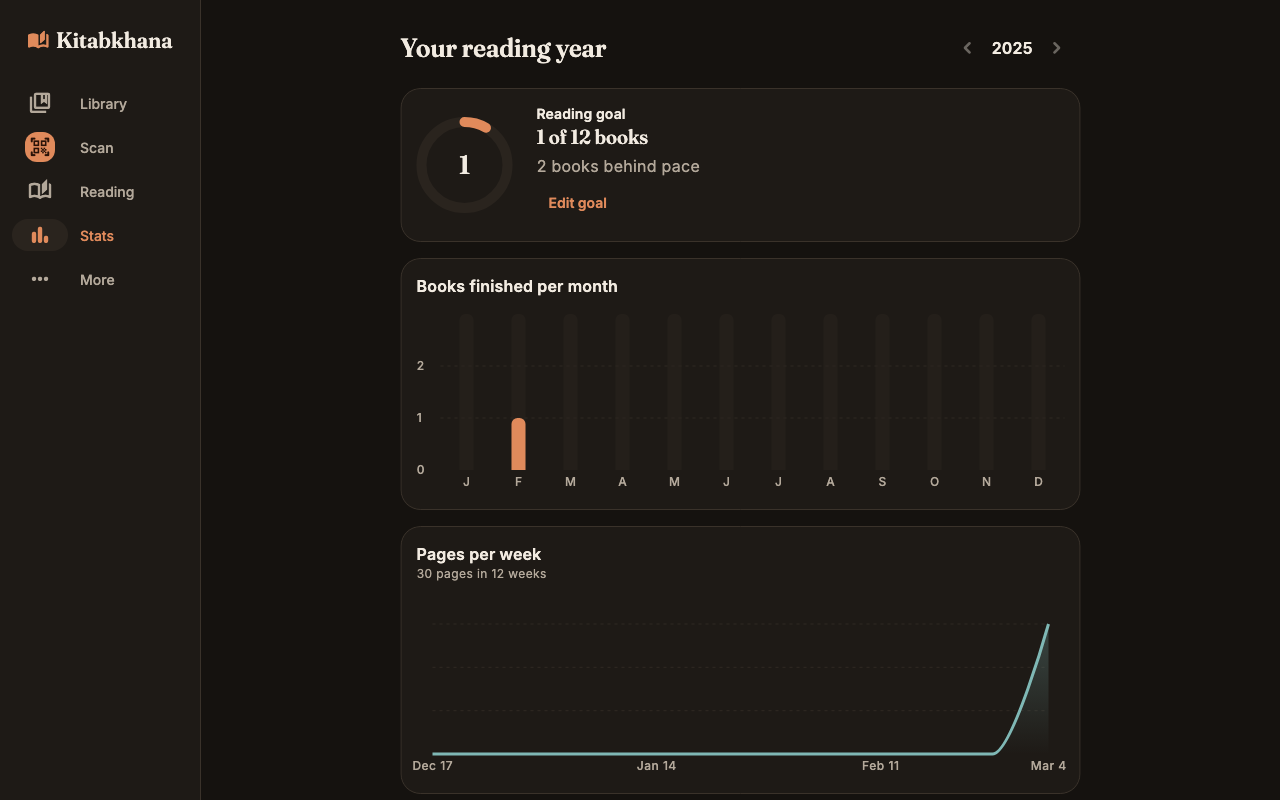 Kitabkhana
Library
Scan
Reading
Stats
More
Your reading year
2025
1
Reading goal
1 of 12 books
2 books behind pace
Edit goal
Books finished per month
2
1
0
J F M A M J J A S O N D
Pages per week
30 pages in 12 weeks
Dec 17 Jan 14 Feb 11 Mar 4